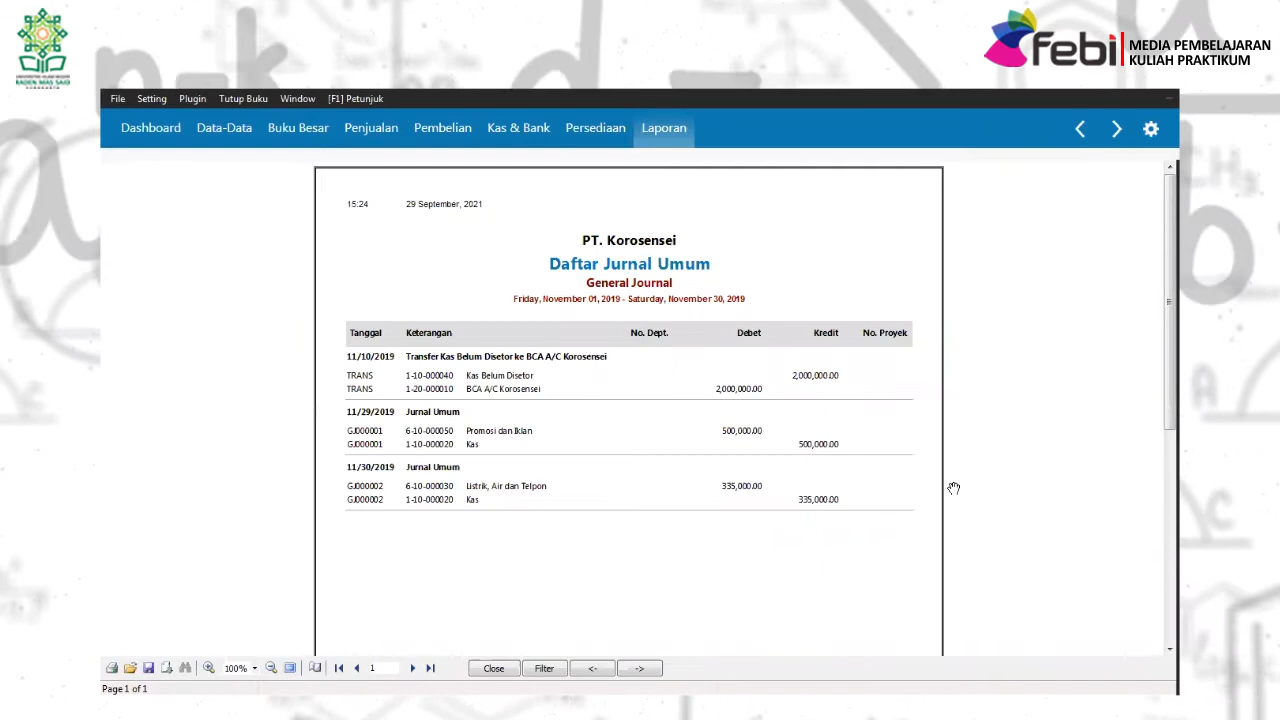 UNIVERSITAS ISLAM NEGERI
RADEN MAS SAID
SURAKARTA
febi
MEDIA PEMBELAJARAN
KULIAH PRAKTIKUM
File Setting Plugin Tutup Buku Window [F1] Petunjuk
Dashboard Data-Data Buku Besar Penjualan Pembelian Kas & Bank Persediaan Laporan
15:24 29 September, 2021
PT. Korosensei
Daftar Jurnal Umum
General Journal
Friday, November 01, 2019 - Saturday, November 30, 2019
Tanggal Keterangan No. Dept. Debet Kredit No. Proyek
11/10/2019 Transfer Kas Belum Disetor ke BCA A/C Korosensei
TRANS 1-10-000040 Kas Belum Disetor 2,000,000.00
TRANS 1-20-000010 BCA A/C Korosensei 2,000,000.00
11/29/2019 Jurnal Umum
GJ000001 6-10-000050 Promosi dan Iklan 500,000.00
GJ000001 1-10-000020 Kas 500,000.00
11/30/2019 Jurnal Umum
GJ000002 6-10-000030 Listrik, Air dan Telpon 335,000.00
GJ000002 1-10-000020 Kas 335,000.00
100% 1 Close Filter <- ->
Page 1 of 1